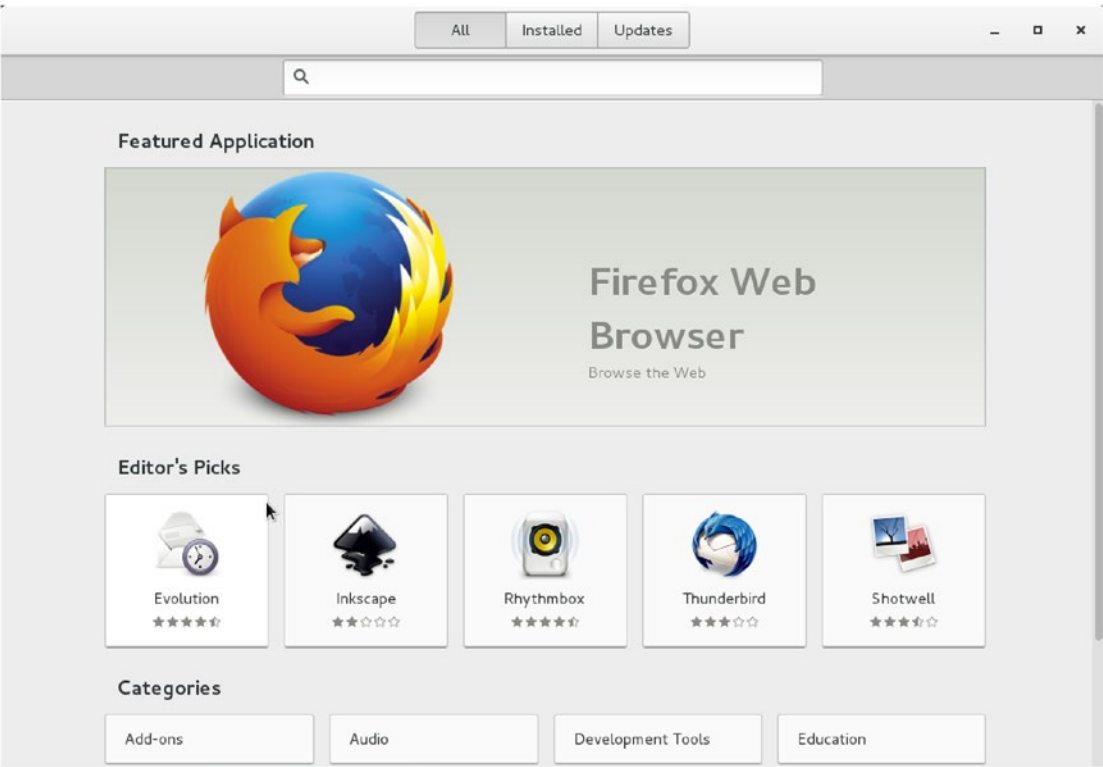 All Installed Updates
Featured Application
Firefox Web
Browser
Browse the Web
Editor's Picks
Evolution Inkscape Rhythmbox Thunderbird Shotwell
Categories
Add-ons Audio Development Tools Education